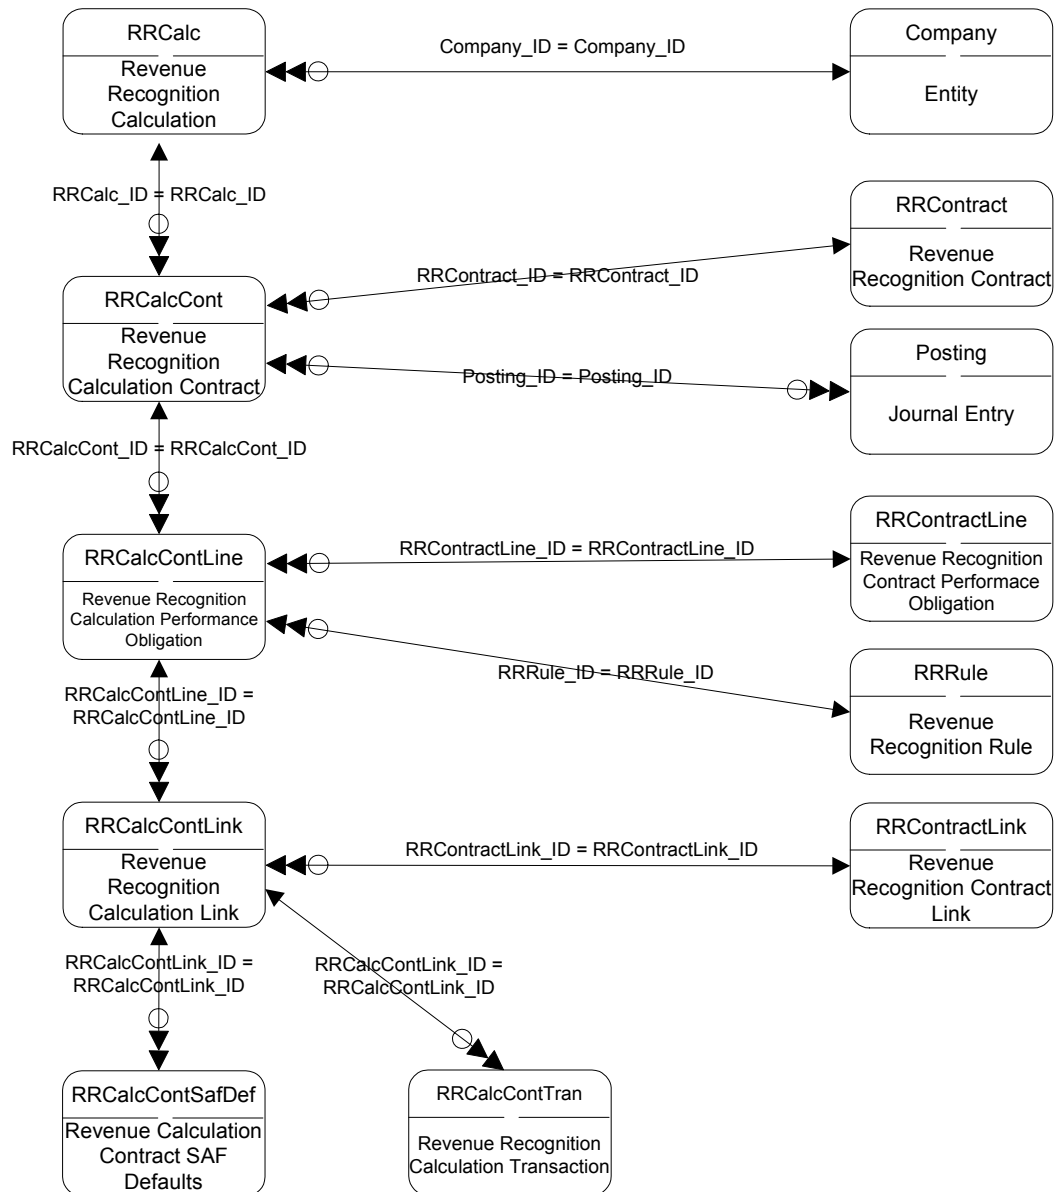 RRCalc
Revenue
Recognition
Calculation
Company_ID = Company_ID
Company
Entity
RRCalc_ID = RRCalc_ID
RRContract
Revenue
Recognition Contract
RRContract_ID = RRContract_ID
RRCalcCont
Revenue
Recognition
Calculation Contract
Posting_ID = Posting_ID
Posting
Journal Entry
RRCalcCont_ID = RRCalcCont_ID
RRCalcContLine
Revenue Recognition
Calculation Performance
Obligation
RRContractLine_ID = RRContractLine_ID
RRContractLine
Revenue Recognition
Contract Performace
Obligation
RRRule_ID = RRRule_ID
RRRule
Revenue
Recognition Rule
RRCalcContLine_ID =
RRCalcContLine_ID
RRCalcContLink
Revenue
Recognition
Calculation Link
RRContractLink_ID = RRContractLink_ID
RRContractLink
Revenue
Recognition Contract
Link
RRCalcContLink_ID =
RRCalcContLink_ID
RRCalcContLink_ID =
RRCalcContLink_ID
RRCalcContSafDef
Revenue Calculation
Contract SAF
Defaults
RRCalcContTran
Revenue Recognition
Calculation Transaction